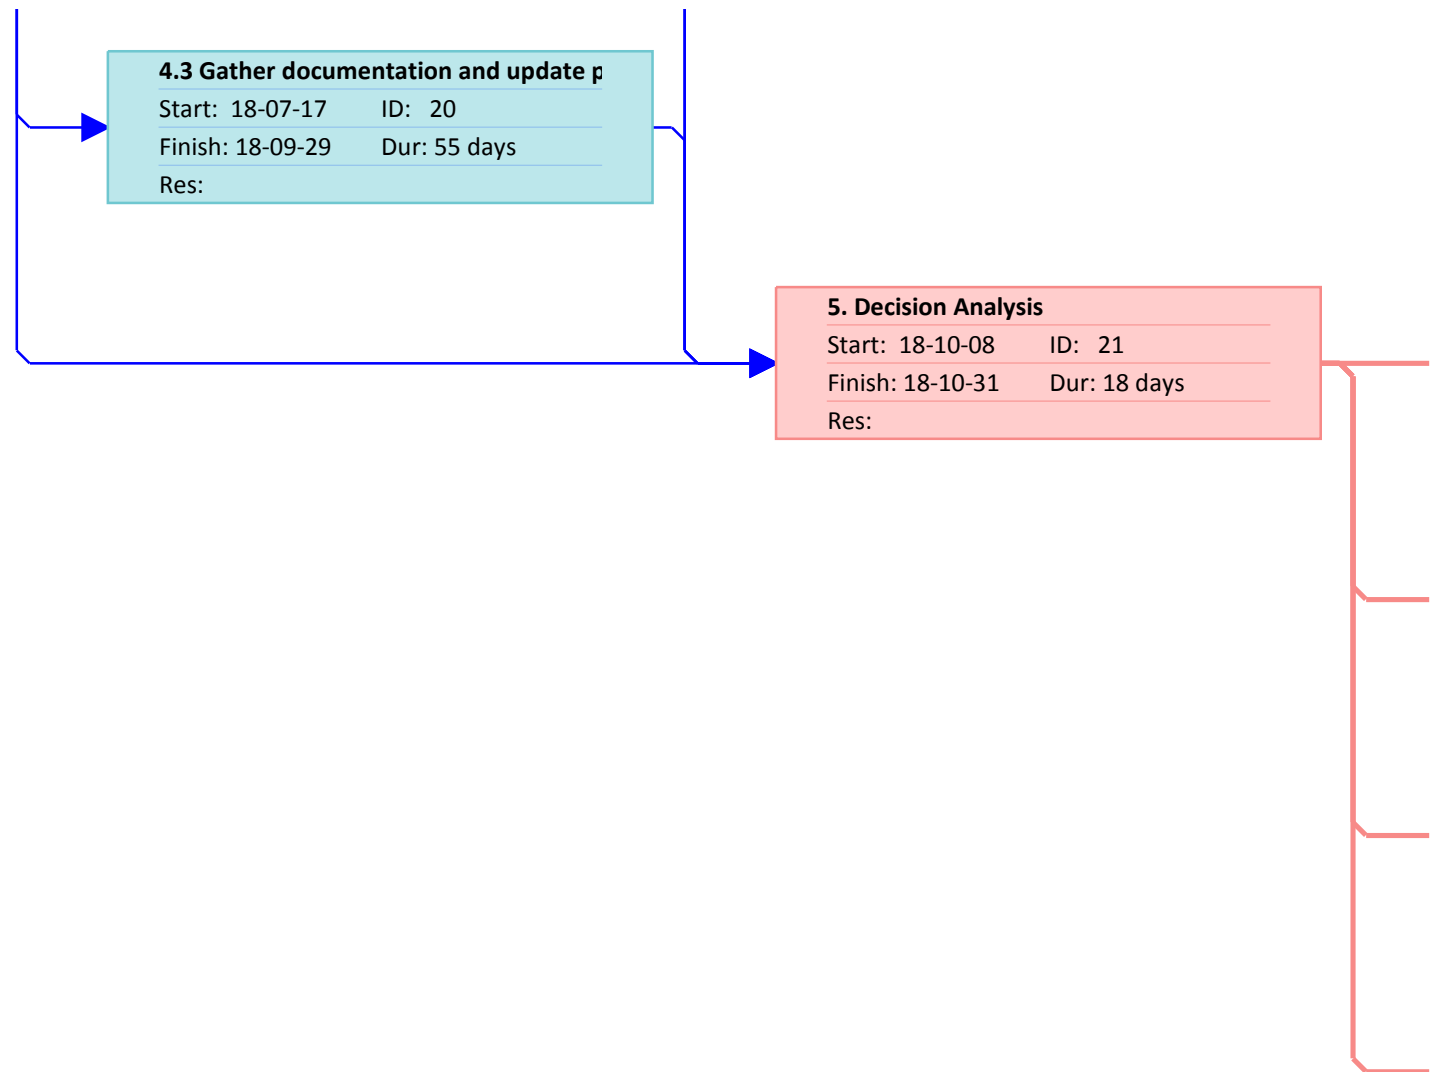 4.3 Gather documentation and update p
Start: 18-07-17 ID: 20
Finish: 18-09-29 Dur: 55 days
Res:
5. Decision Analysis
Start: 18-10-08 ID: 21
Finish: 18-10-31 Dur: 18 days
Res: